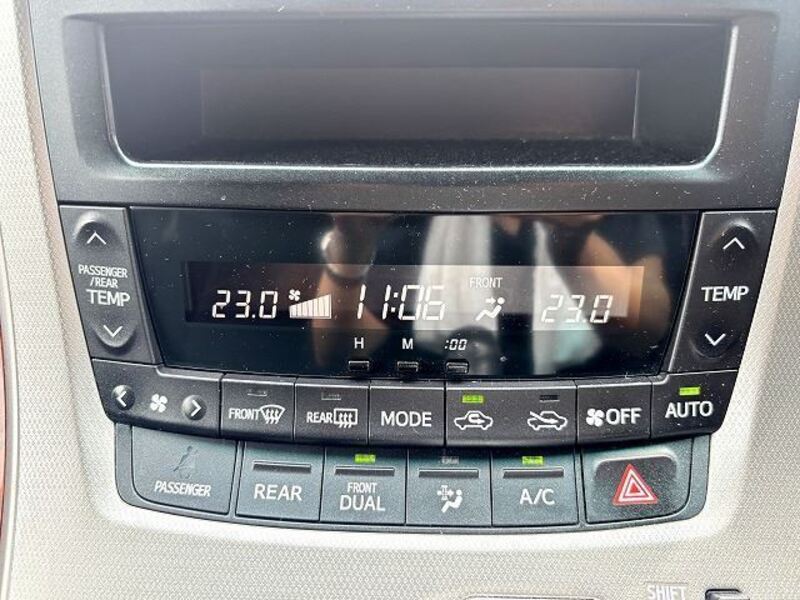 PASSENGER
/REAR
TEMP
23.0 11:06 FRONT 23.0
TEMP
H M :00
FRONT REAR MODE OFF AUTO
PASSENGER REAR FRONT
DUAL A/C
SHIFT